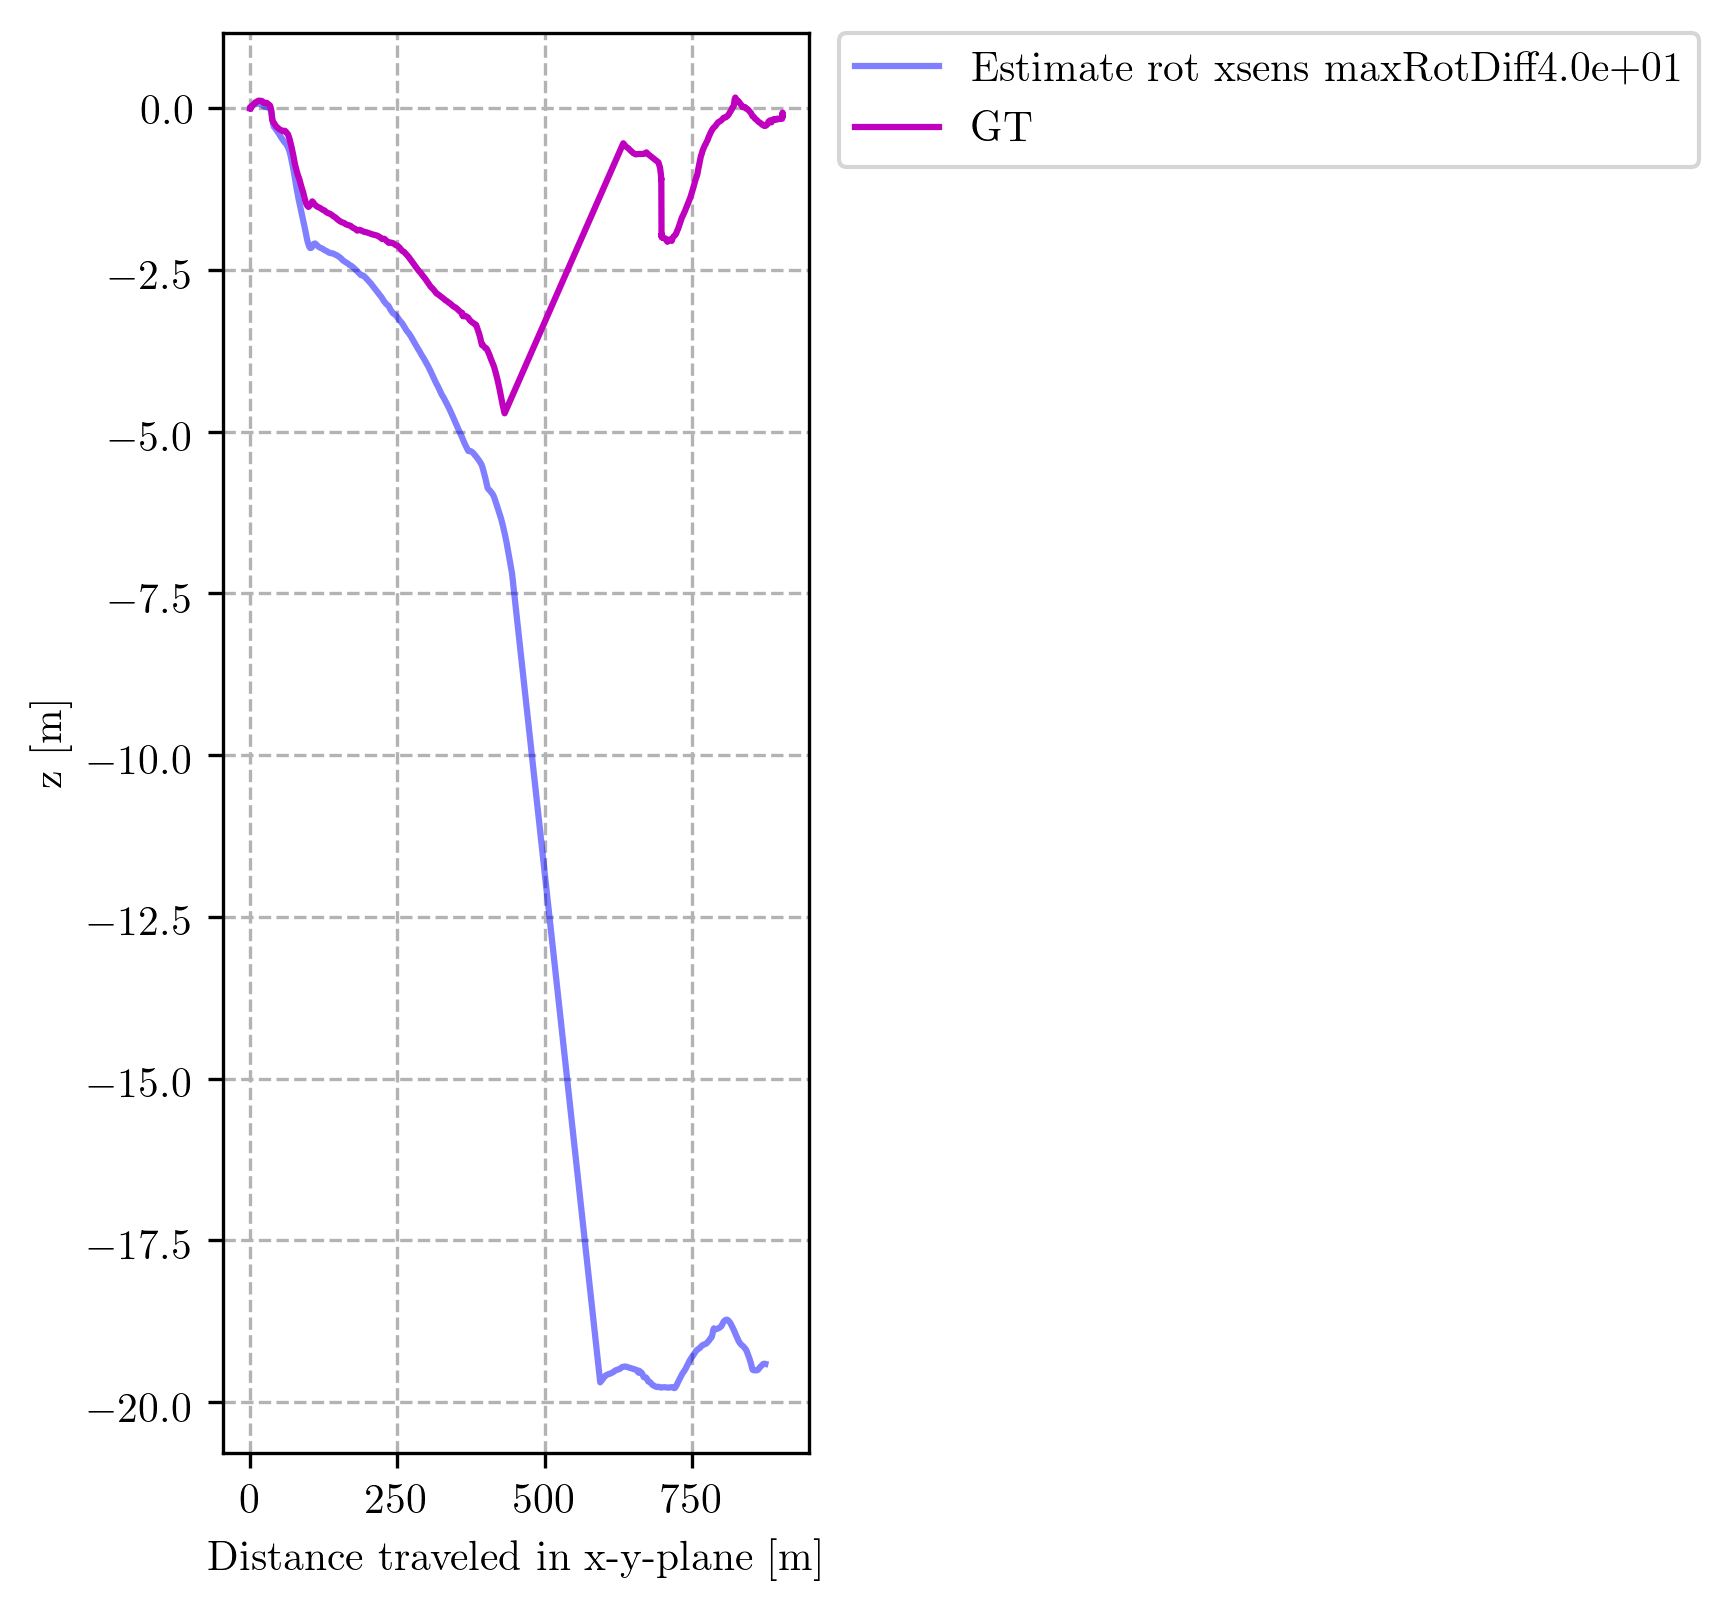 Estimate rot xsens maxRotDiff4.0e+01
GT
0.0
−2.5
−5.0
−7.5
−10.0
−12.5
−15.0
−17.5
−20.0
z [m]
0 250 500 750
Distance traveled in x-y-plane [m]